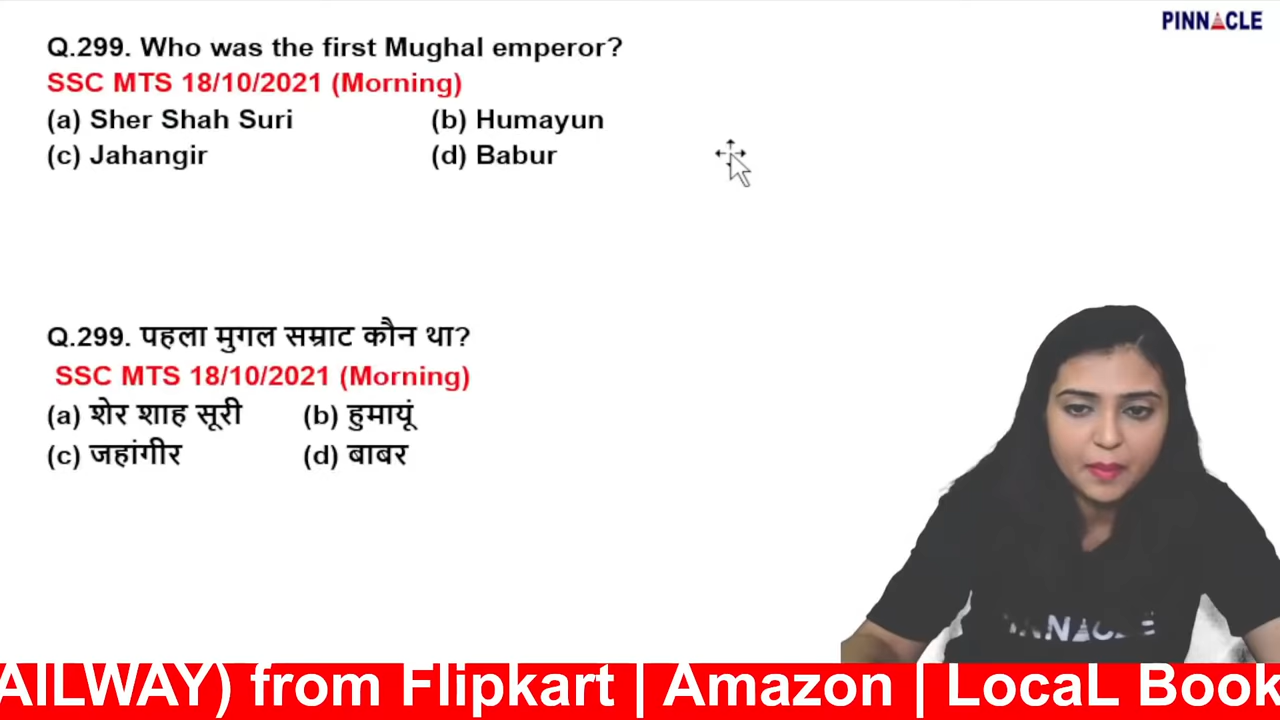 PINNACLE
Q.299. Who was the first Mughal emperor?
SSC MTS 18/10/2021 (Morning)
(a) Sher Shah Suri (b) Humayun
(c) Jahangir (d) Babur
Q.299. पहला मुगल सम्राट कौन था?
SSC MTS 18/10/2021 (Morning)
(a) शेर शाह सूरी (b) हुमायूं
(c) जहांगीर (d) बाबर
PINNACLE
AILWAY) from Flipkart | Amazon | LocaL Book